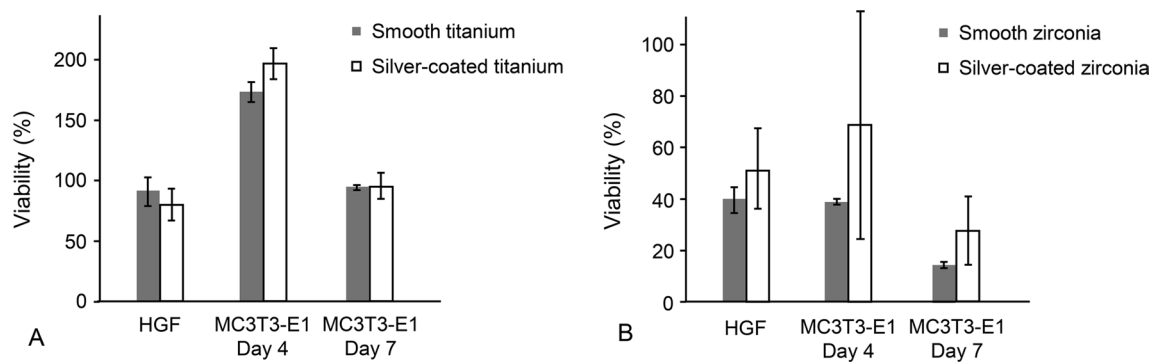 Smooth titanium
Silver-coated titanium
Viability (%)
200
150
100
50
0
HGF
MC3T3-E1
Day 4
MC3T3-E1
Day 7
A
Smooth zirconia
Silver-coated zirconia
Viability (%)
100
80
60
40
20
0
HGF
MC3T3-E1
Day 4
MC3T3-E1
Day 7
B